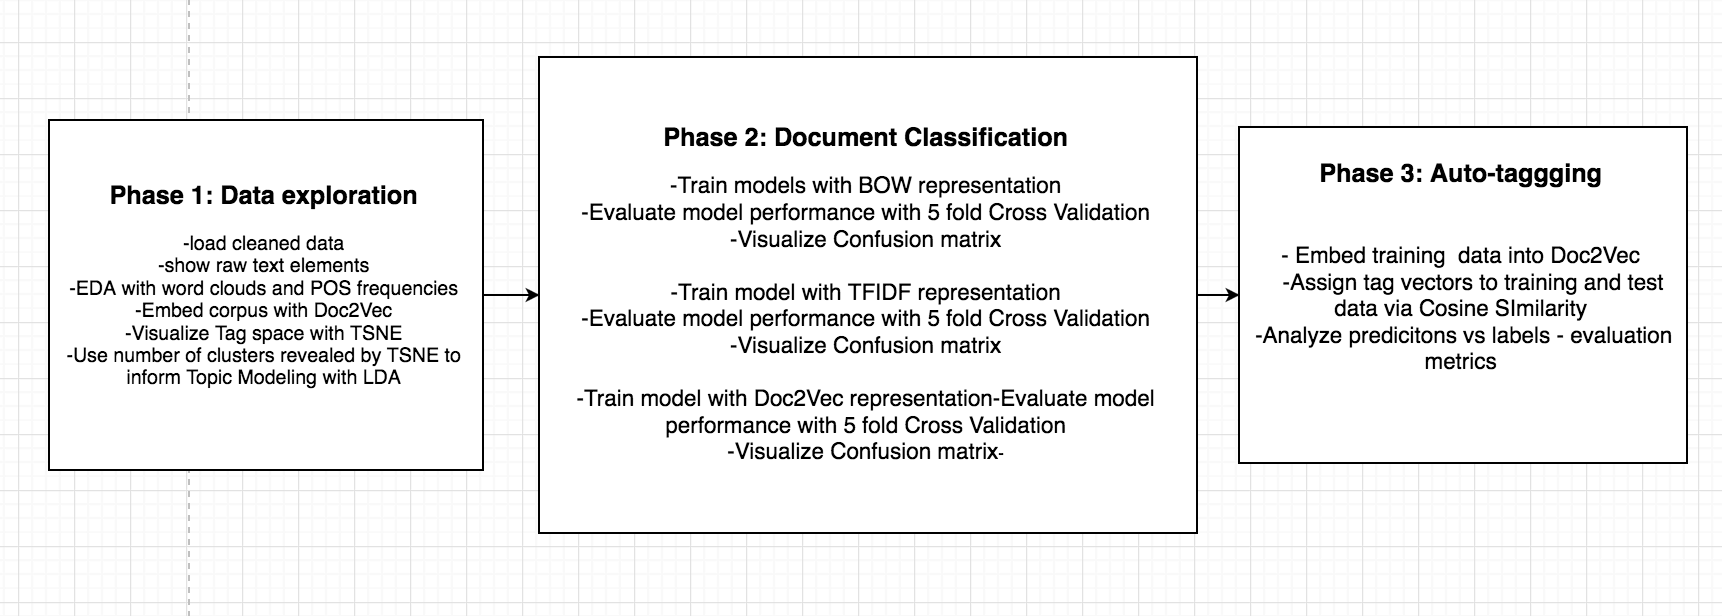 Phase 1: Data exploration
-load cleaned data
-show raw text elements
-EDA with word clouds and POS frequencies
-Embed corpus with Doc2Vec
-Visualize Tag space with TSNE
-Use number of clusters revealed by TSNE to
inform Topic Modeling with LDA
Phase 2: Document Classification
-Train models with BOW representation
-Evaluate model performance with 5 fold Cross Validation
-Visualize Confusion matrix
-Train model with TFIDF representation
-Evaluate model performance with 5 fold Cross Validation
-Visualize Confusion matrix
-Train model with Doc2Vec representation-Evaluate model
performance with 5 fold Cross Validation
-Visualize Confusion matrix-
Phase 3: Auto-taggging
- Embed training  data into Doc2Vec
-Assign tag vectors to training and test
data via Cosine SImilarity
-Analyze predicitons vs labels - evaluation
metrics